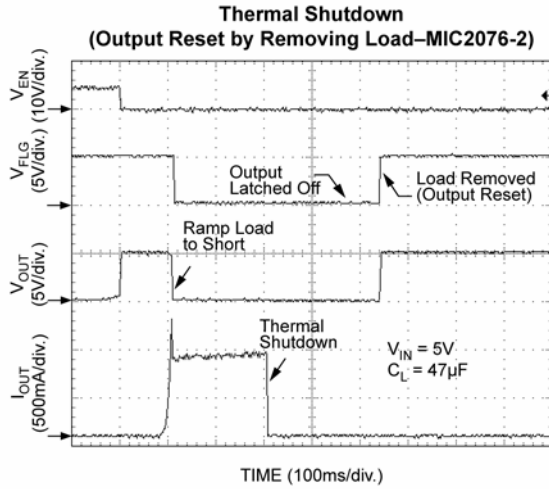 Thermal Shutdown
(Output Reset by Removing Load–MIC2076-2)
VEN
(10V/div.)
VFLG
(5V/div.)
Output
Latched Off
Load Removed
(Output Reset)
Ramp Load
to Short
VOUT
(5V/div.)
Thermal
Shutdown
VIN = 5V
CL = 47µF
IOUT
(500mA/div.)
TIME (100ms/div.)